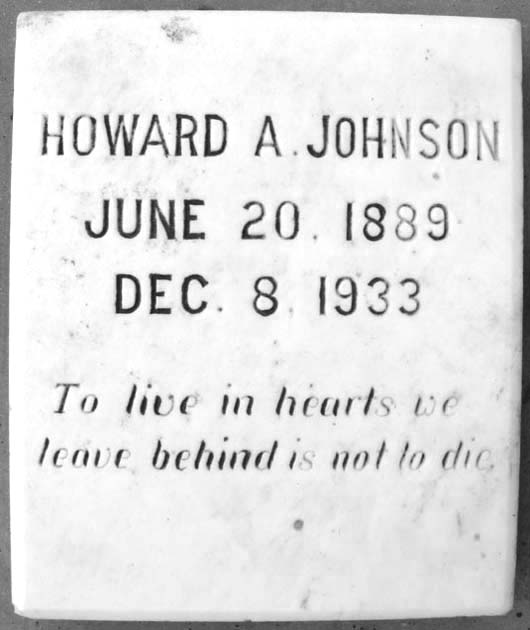 HOWARD A. JOHNSON
JUNE 20. 1889
DEC. 8. 1933
To live in hearts we
leave behind is not to die.